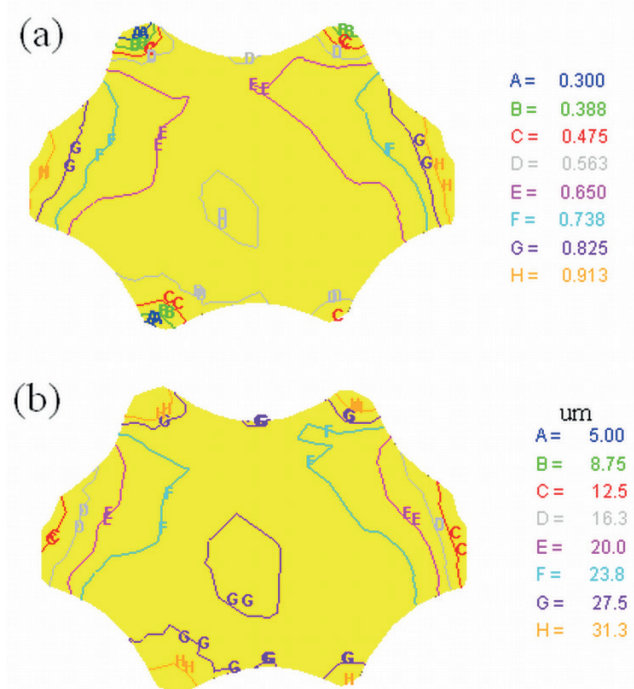 (a)
A = 0.300
B = 0.388
C = 0.475
D = 0.563
E = 0.650
F = 0.738
G = 0.825
H = 0.913
(b)
um
A = 5.00
B = 8.75
C = 12.5
D = 16.3
E = 20.0
F = 23.8
G = 27.5
H = 31.3